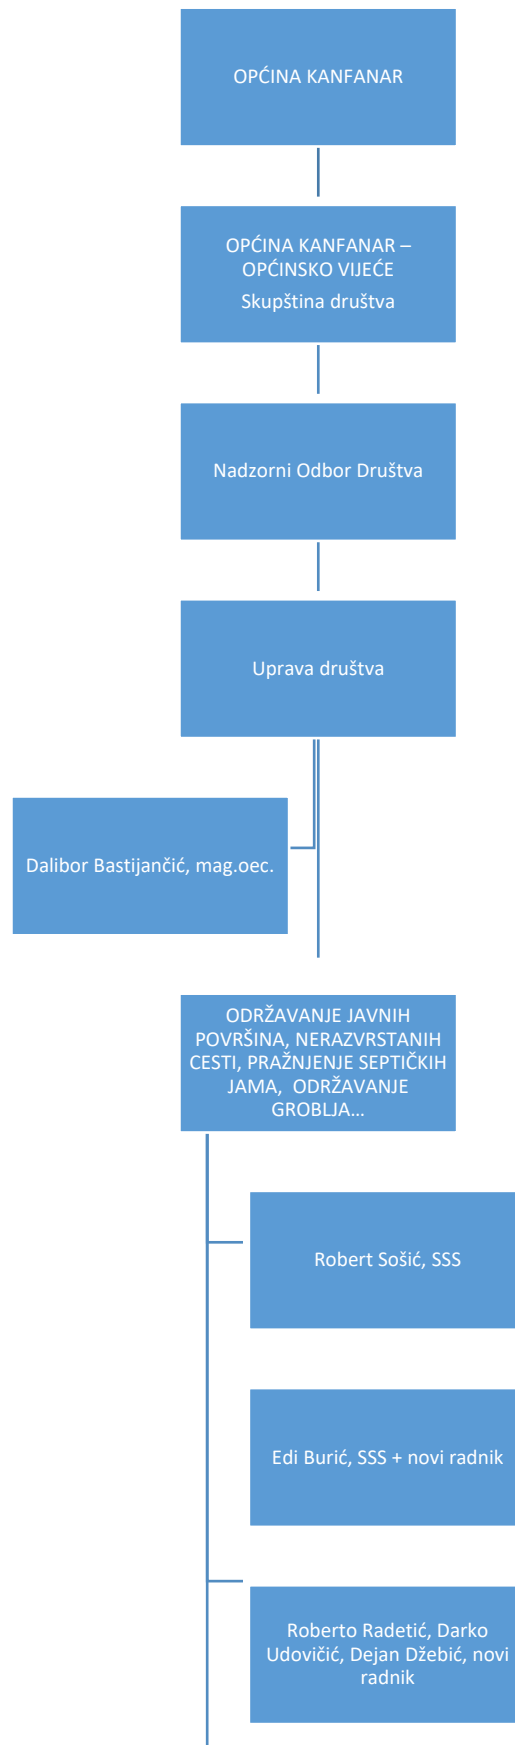 OPĆINA KANFANAR
OPĆINA KANFANAR –
OPĆINSKO VIJEĆE
Skupština društva
Nadzorni Odbor Društva
Uprava društva
Dalibor Bastijančić, mag.oec.
ODRŽAVANJE JAVNIH
POVRŠINA, NERAZVRSTANIH
CESTI, PRAŽNJENJE SEPTIČKIH
JAMA, ODRŽAVANJE
GROBLJA...
Robert Sošić, SSS
Edi Burić, SSS + novi radnik
Roberto Radetić, Darko
Udovičić, Dejan Džebić, novi
radnik